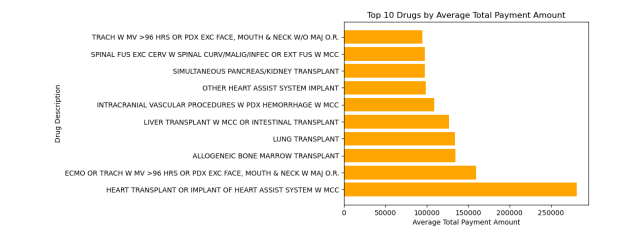 Top 10 Drugs by Average Total Payment Amount
TRACH W MV >96 HRS OR PDX EXC FACE, MOUTH & NECK W/O MAJ O.R.
SPINAL FUS EXC CERV W SPINAL CURV/MALIG/INFEC OR EXT FUS W MCC
SIMULTANEOUS PANCREAS/KIDNEY TRANSPLANT
OTHER HEART ASSIST SYSTEM IMPLANT
INTRACRANIAL VASCULAR PROCEDURES W PDX HEMORRHAGE W MCC
LIVER TRANSPLANT W MCC OR INTESTINAL TRANSPLANT
LUNG TRANSPLANT
ALLOGENEIC BONE MARROW TRANSPLANT
ECMO OR TRACH W MV >96 HRS OR PDX EXC FACE, MOUTH & NECK W MAJ O.R.
HEART TRANSPLANT OR IMPLANT OF HEART ASSIST SYSTEM W MCC
Drug Description
0 50000 100000 150000 200000 250000
Average Total Payment Amount